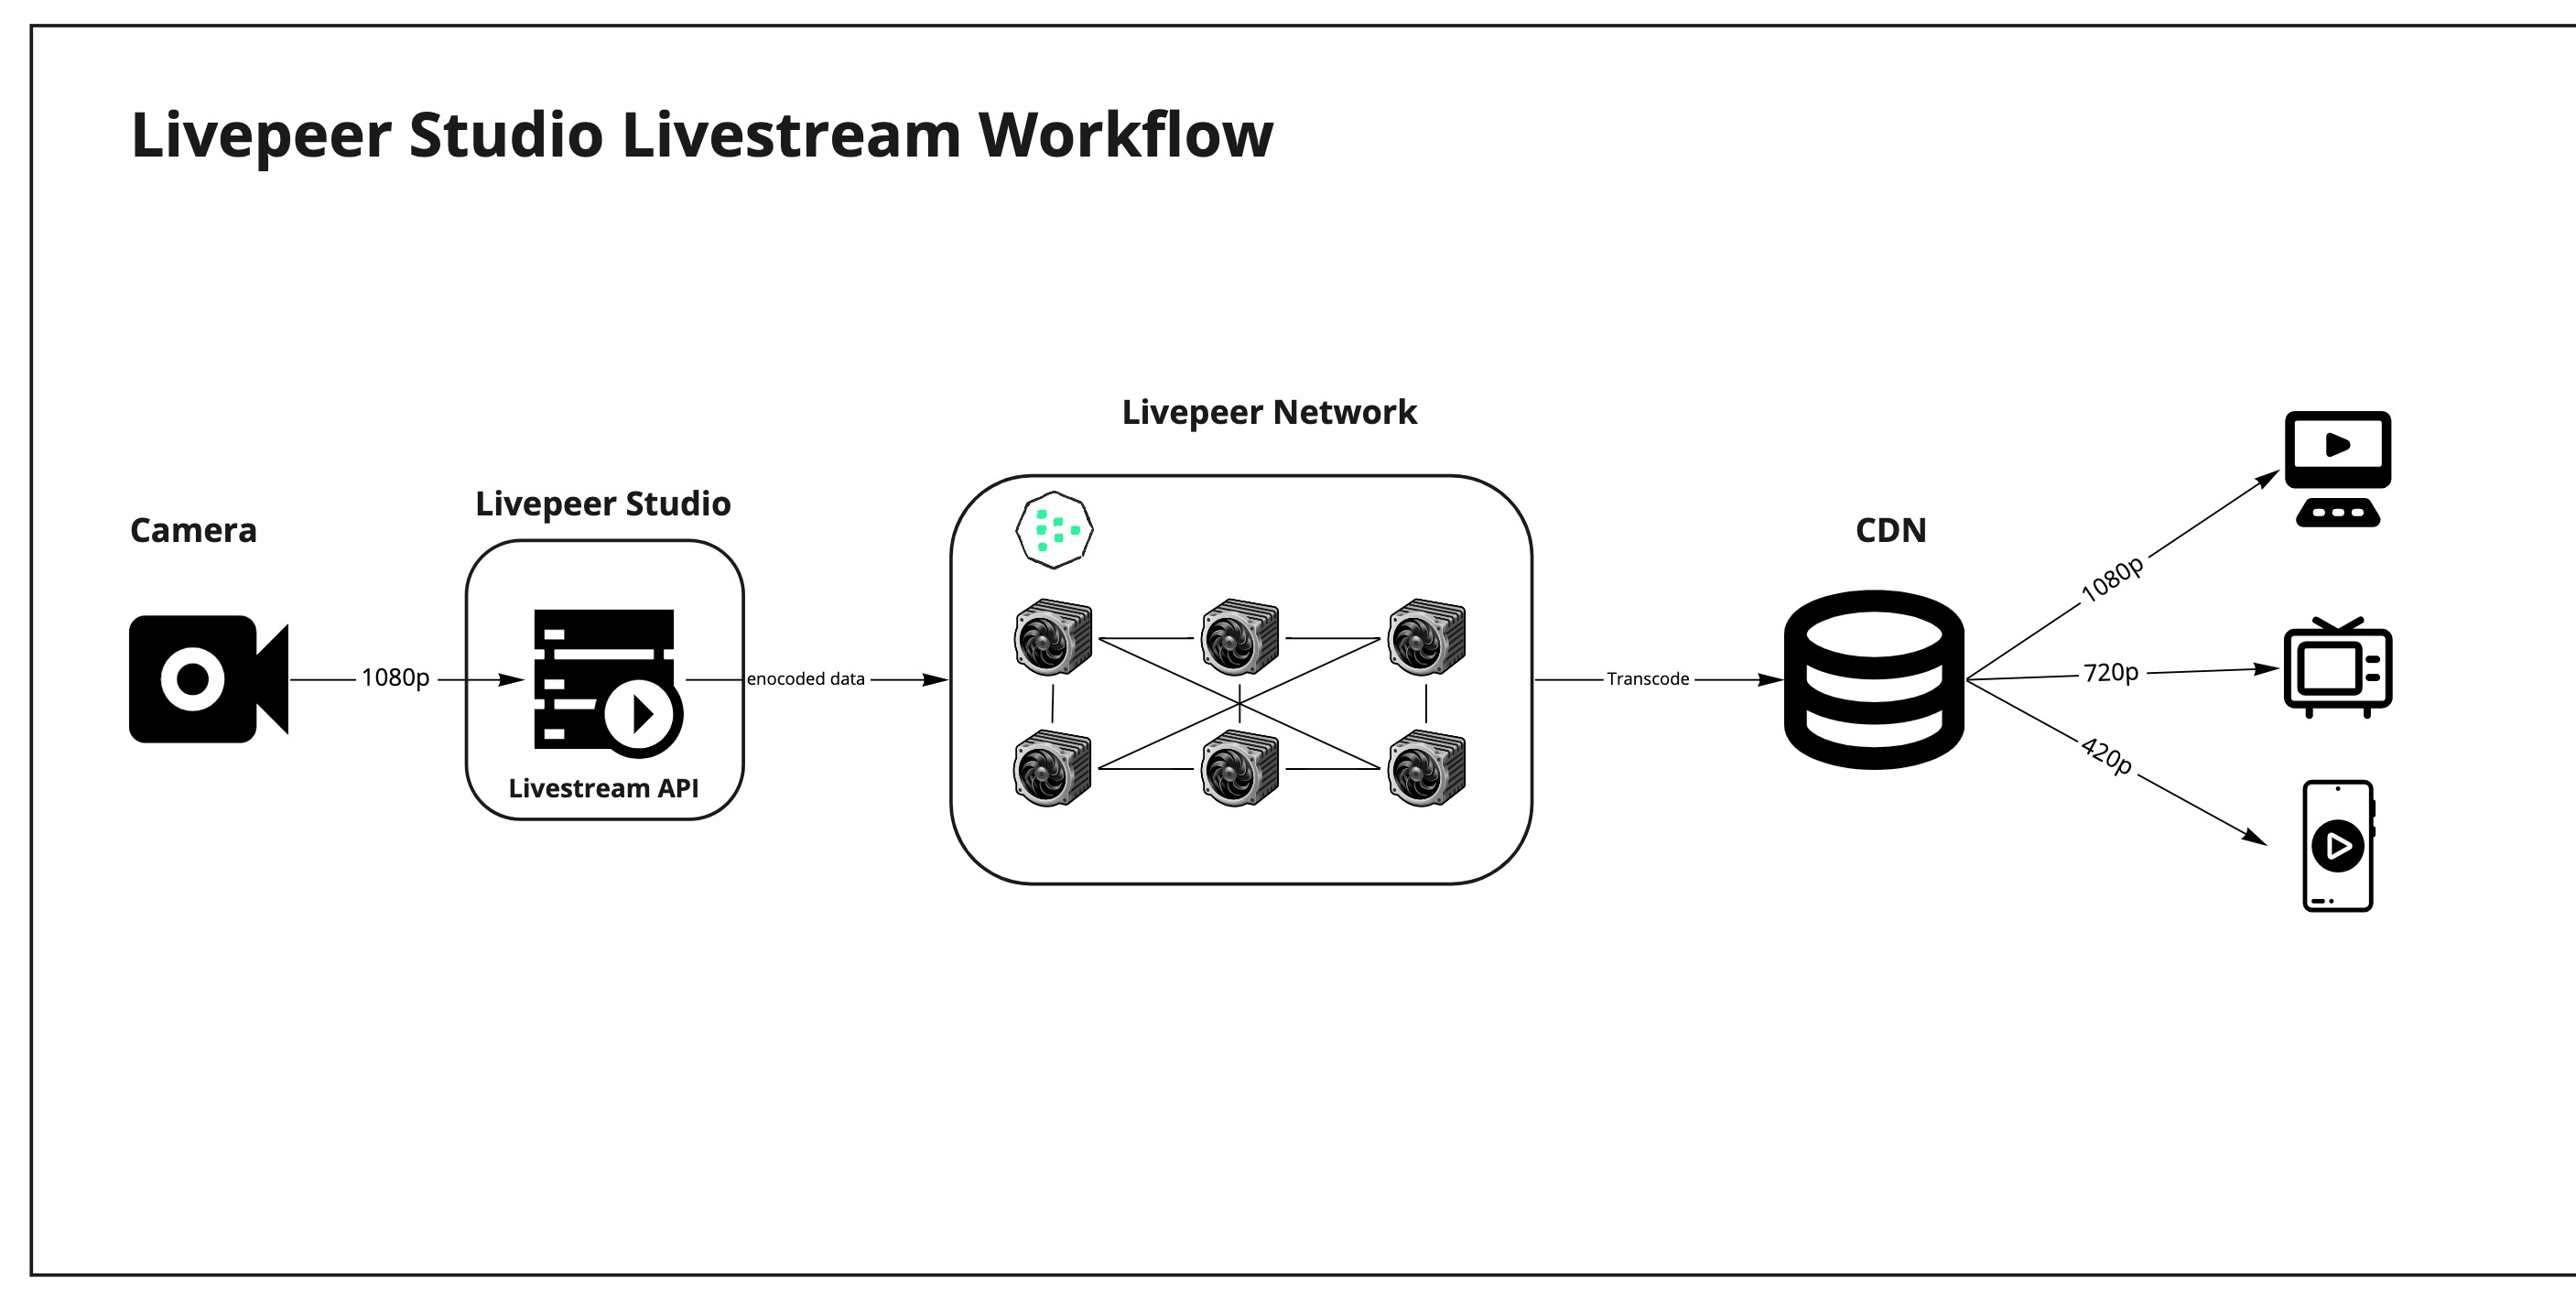 Livepeer Studio Livestream Workflow
Camera
1080p
Livepeer Studio
Livestream API
enocoded data
Livepeer Network
Transcode
CDN
1080p
720p
420p